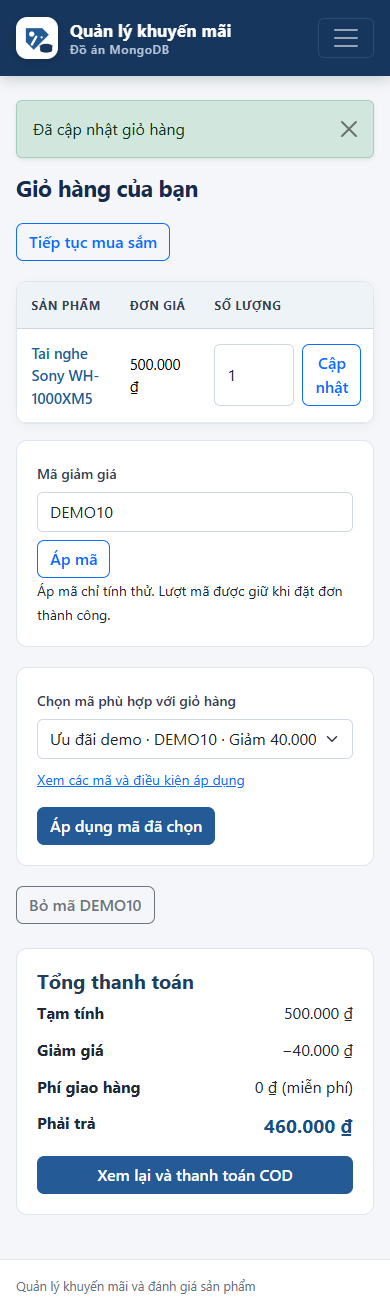 Quản lý khuyến mãi
Đồ án MongoDB
Đã cập nhật giỏ hàng
Giỏ hàng của bạn
Tiếp tục mua sắm
SẢN PHẨM ĐƠN GIÁ SỐ LƯỢNG
Tai nghe
Sony WH-
1000XM5
500.000
₫
1
Cập
nhật
Mã giảm giá
DEMO10
Áp mã
Áp mã chỉ tính thử. Lượt mã được giữ khi đặt đơn
thành công.
Chọn mã phù hợp với giỏ hàng
Ưu đãi demo · DEMO10 · Giảm 40.000
Xem các mã và điều kiện áp dụng
Áp dụng mã đã chọn
Bỏ mã DEMO10
Tổng thanh toán
Tạm tính 500.000 ₫
Giảm giá −40.000 ₫
Phí giao hàng 0 ₫ (miễn phí)
Phải trả 460.000 ₫
Xem lại và thanh toán COD
Quản lý khuyến mãi và đánh giá sản phẩm